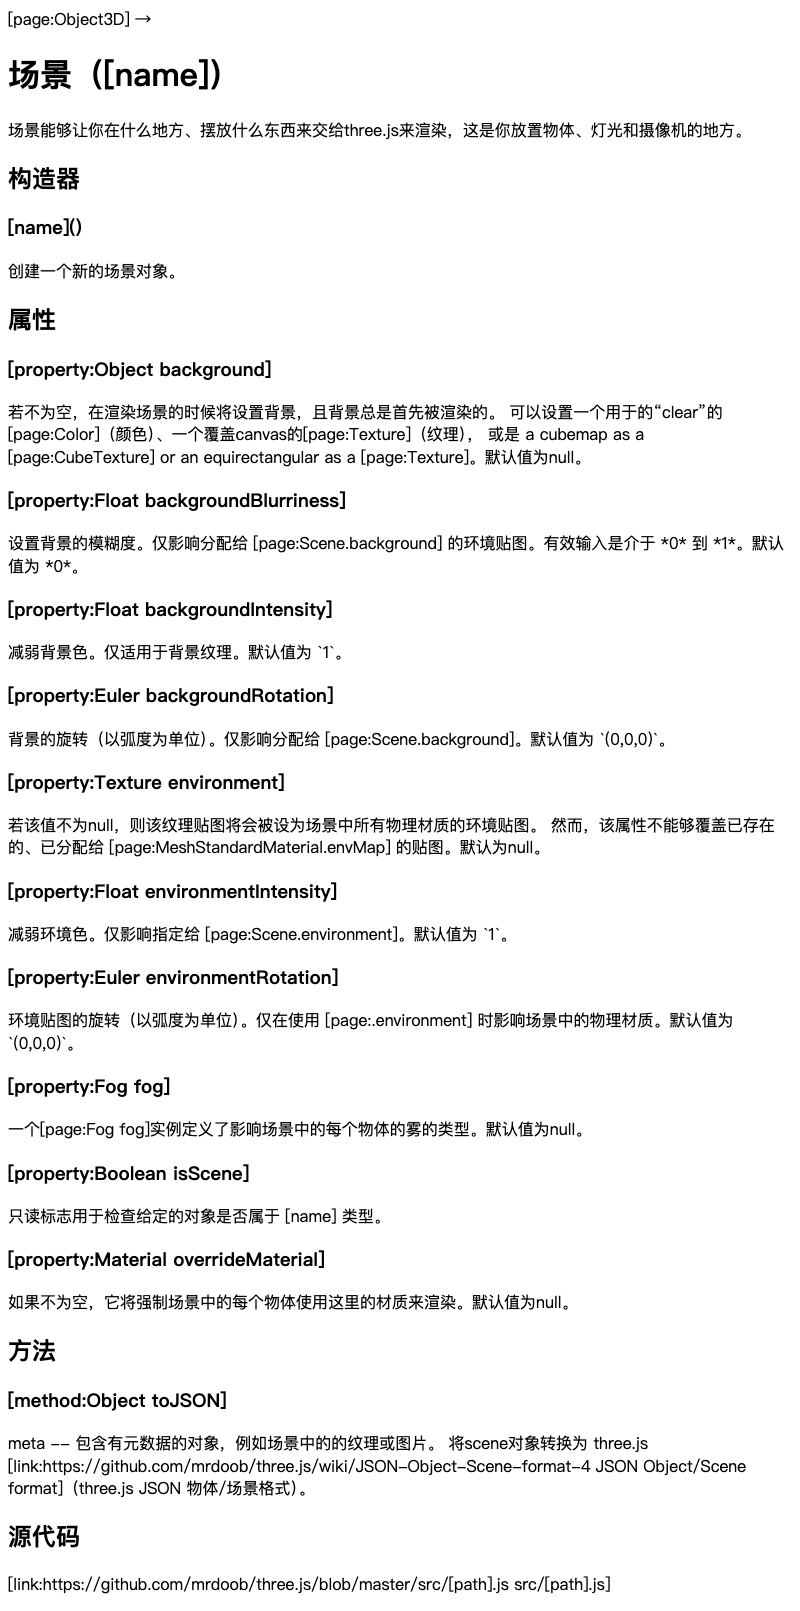 [page:Object3D] →
场景（[name]）
场景能够让你在什么地方、摆放什么东西来交给three.js来渲染，这是你放置物体、灯光和摄像机的地方。
构造器
[name]()
创建一个新的场景对象。
属性
[property:Object background]
若不为空，在渲染场景的时候将设置背景，且背景总是首先被渲染的。 可以设置一个用于的“clear”的
[page:Color]（颜色）、一个覆盖canvas的[page:Texture]（纹理）， 或是 a cubemap as a
[page:CubeTexture] or an equirectangular as a [page:Texture]。默认值为null。
[property:Float backgroundBlurriness]
设置背景的模糊度。仅影响分配给 [page:Scene.background] 的环境贴图。有效输入是介于 *0* 到 *1*。默认
值为 *0*。
[property:Float backgroundIntensity]
减弱背景色。仅适用于背景纹理。默认值为 `1`。
[property:Euler backgroundRotation]
背景的旋转（以弧度为单位）。仅影响分配给 [page:Scene.background]。默认值为 `(0,0,0)`。
[property:Texture environment]
若该值不为null，则该纹理贴图将会被设为场景中所有物理材质的环境贴图。 然而，该属性不能够覆盖已存在
的、已分配给 [page:MeshStandardMaterial.envMap] 的贴图。默认为null。
[property:Float environmentIntensity]
减弱环境色。仅影响指定给 [page:Scene.environment]。默认值为 `1`。
[property:Euler environmentRotation]
环境贴图的旋转（以弧度为单位）。仅在使用 [page:.environment] 时影响场景中的物理材质。默认值为
`(0,0,0)`。
[property:Fog fog]
一个[page:Fog fog]实例定义了影响场景中的每个物体的雾的类型。默认值为null。
[property:Boolean isScene]
只读标志用于检查给定的对象是否属于 [name] 类型。
[property:Material overrideMaterial]
如果不为空，它将强制场景中的每个物体使用这里的材质来渲染。默认值为null。
方法
[method:Object toJSON]
meta -- 包含有元数据的对象，例如场景中的的纹理或图片。 将scene对象转换为 three.js
[link:https://github.com/mrdoob/three.js/wiki/JSON-Object-Scene-format-4 JSON Object/Scene
format]（three.js JSON 物体/场景格式）。
源代码
[link:https://github.com/mrdoob/three.js/blob/master/src/[path].js src/[path].js]